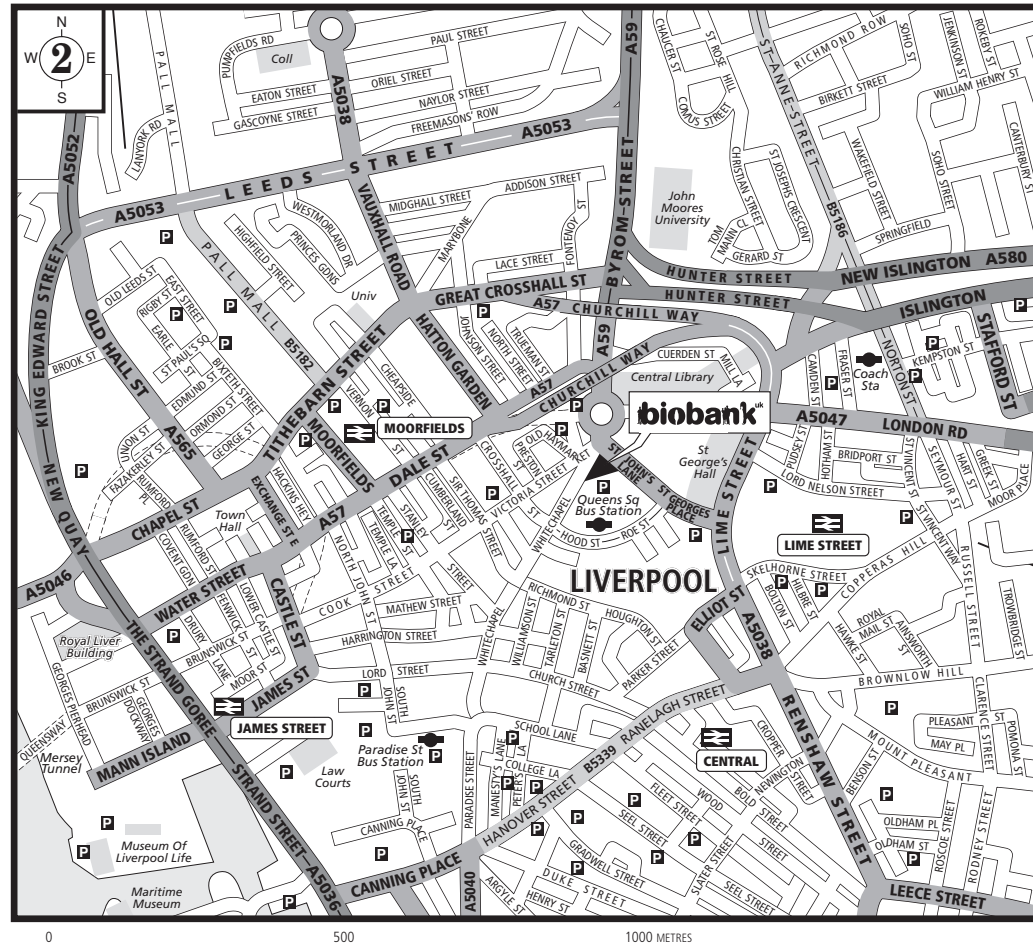 N
W 2 E
S
PUMPFIELDS RD
Coll
PAUL STREET
EATON STREET
ORIEL STREET
GASCOYNE STREET
NAYLOR STREET
FREEMASONS' ROW
A5038
A59
CHAUCER ST
ST ROSE HILL
COMUS STREET
ST-ANNE-STREET
RICHMOND ROW
SOHO ST
JENKINSON ST
ROKEBY ST
BIRKETT STREET
WILLIAM HENRY ST
PALL MALL
LANYORK RD
A5052
A5053
LEEDS STREET
A5053
VAUXHALL ROAD
ADDISON STREET
MIDGHALL STREET
MARYBONE
FONTENOY ST
LACE STREET
BYROM-STREET
John
Moores
University
TOM MANN CL
CHRISTIAN STREET
ST JOSEPHS CRESCENT
GERARD ST
WAKEFIELD STREET
SOHO STREET
CANTERBURY ST
B5186
SPRINGFIELD
WESTMORLAND DR
PRINCES GDNS
HIGHFIELD STREET
PALL MALL
B5182
Univ
HUNTER STREET
NEW ISLINGTON A580
HUNTER STREET
ISLINGTON
GREAT CROSSHALL ST
A57 CHURCHILL WAY
A59
KING EDWARD STREET
OLD LEEDS ST
RIGBY ST
EAST STREET
EARLE
ST PAUL'S SQ
OLD HALL ST
BROOK ST
EDMUND ST
BIXTETH STREET
ORMOND ST
GEORGE ST
TITHEBARN STREET
HATTON GARDEN
JOHNSON STREET
NORTH STREET
TRUEMAN ST
A57 CHURCHILL WAY
CUERDEN ST
MILL LA
Central Library
CAMDEN ST
FRASER ST
Coach
Sta
NORTON ST
KEMPSTON ST
STAFFORD ST
VERNON ST
CHEAPSIDE
MOORFIELDS
MOORFIELDS
DALE ST
biobank uk
A5047
LONDON RD
UNION ST
FAZAKERLEY ST
RUMFORD PL
A565
HACKINS HEY
EXCHANGE ST E
A57
CROSSHALL ST
PRESTON ST
OLD HAYMARKET
VICTORIA STREET
ST JOHN'S LANE
ST GEORGES PLACE
St
George's
Hall
LIME STREET
PUDSEY ST
HOTHAM ST
BRIDPORT ST
LORD NELSON STREET
ST VINCENT ST
SEYMOUR ST
HART ST
GREEK ST
MOOR PLACE
NEW QUAY
CHAPEL ST
Town
Hall
RUMFORD ST
COVENT GDN
TEMPLE ST
TEMPLE LA
STANLEY
CUMBERLAND ST
SIR THOMAS STREET
WHITECHAPEL
Queens Sq
Bus Station
HOOD ST
ROE ST
LIME STREET
ST VINCENT WAY
RUSSELL STREET
TROWBRIDGE ST
A5046
WATER STREET
NORTH JOHN ST
COOK STREET
STREET
LIVERPOOL
SKELHORNE STREET
BOLTON ST
HILBRE ST
COPPERAS HILL
ELLIOT ST
Royal Liver
Building
DRURY LANE
FENWICK ST
LOWER CASTLE ST
BRUNSWICK ST
CASTLE ST
MOOR ST
MATHEW STREET
HARRINGTON STREET
LORD STREET
WHITECHAPEL
RICHMOND ST
WILLIAMSON ST
TARLETON ST
BASNETT ST
HOUGHTON ST
PARKER STREET
CHURCH STREET
A5038
ROYAL MAIL ST
HAWKE ST
AINSWORTH ST
BROWNLOW HILL
THE STRAND GOREE
GEORGES PIERHEAD
BRUNSWICK ST
GEORGES DOCKWAY
QUEENSWAY
Mersey
Tunnel
MANN ISLAND
JAMES STREET
JAMES ST
Law
Courts
SOUTH JOHN ST
Paradise St
Bus Station
SOUTH JOHN ST
SCHOOL LANE
MANESTY'S LANE
COLLEGE LA
PETER'S LA
PARADISE STREET
HANOVER STREET B5339 RANELAGH STREET
CENTRAL
CROPPER ST
NEWINGTON
RENSHAW STREET
BENSON ST
MOUNT PLEASANT
PLEASANT ST
MAY PL
CLARENCE STREET
POMONA ST
STRAND STREET
A5036
CANNING PLACE
CANNING PLACE
Museum Of
Liverpool Life
Maritime
Museum
A5040
ARGYLE ST
HENRY ST
DUKE STREET
GRADWELL STREET
SEEL STREET
FLEET STREET
WOOD STREET
BOLD STREET
SLATER STREET
SEEL STREET
OLDHAM PL
OLDHAM ST
ROSCOE STREET
RODNEY STREET
LEECE STREET
0 500 1000 METRES